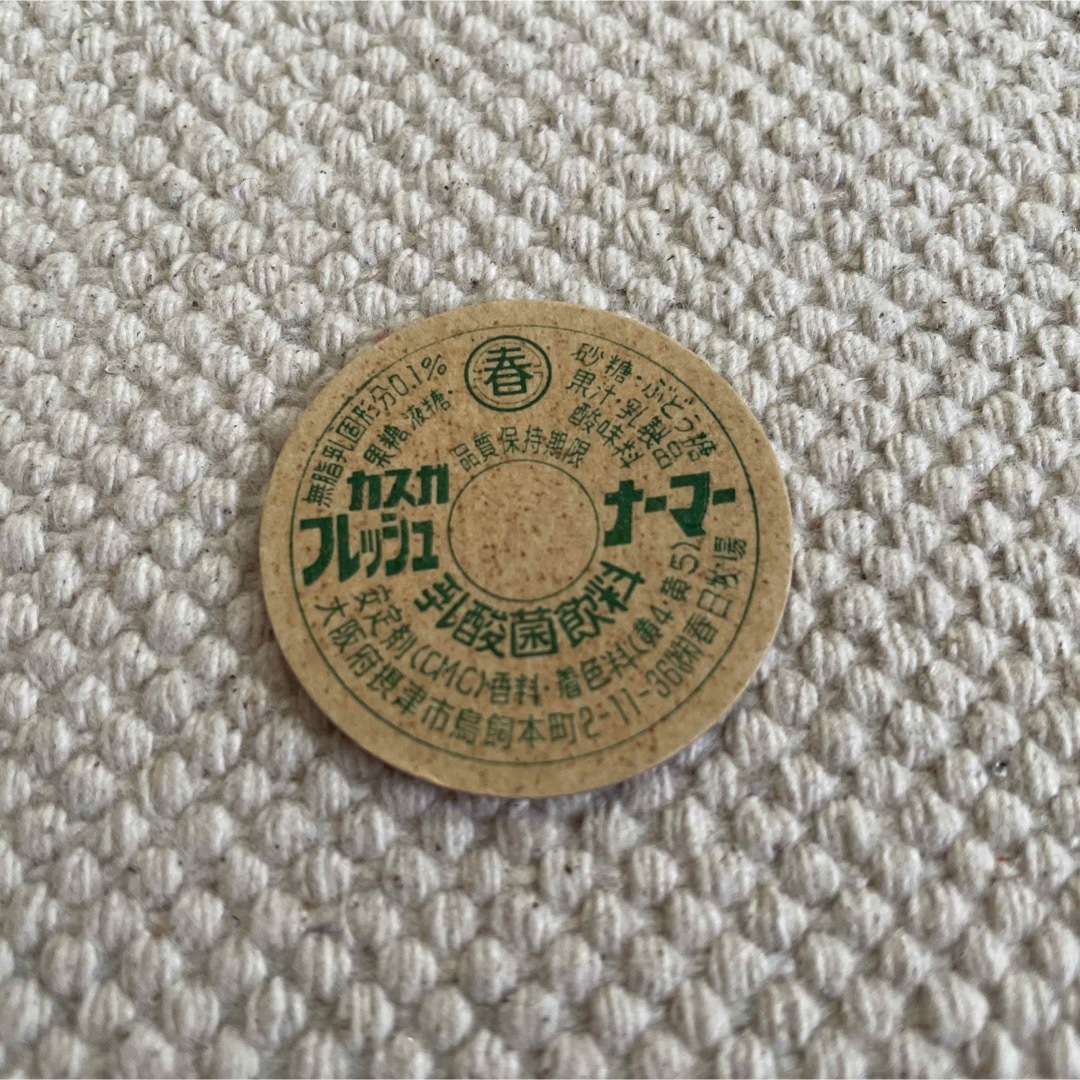 春
無脂乳固形分0.1%
果糖、液糖・
砂糖・ぶどう糖
果汁・乳製品
酸味料
品質保持期限
カスガ
フレッシュ
ナーマー
乳酸菌飲料
安定剤(CMC)香料・着色料(黄4黄5)
大阪府摂津市鳥飼本町2-11-36㈱春日牧場